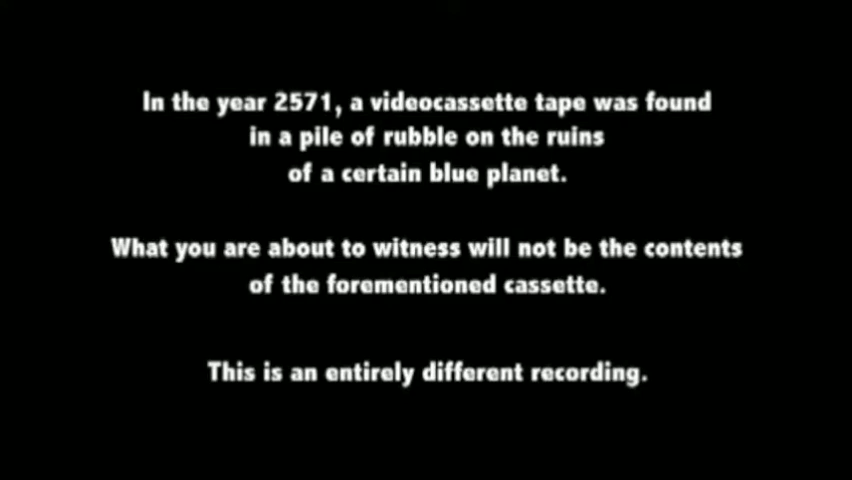 In the year 2571, a videocassette tape was found
in a pile of rubble on the ruins
of a certain blue planet.
What you are about to witness will not be the contents
of the forementioned cassette.
This is an entirely different recording.